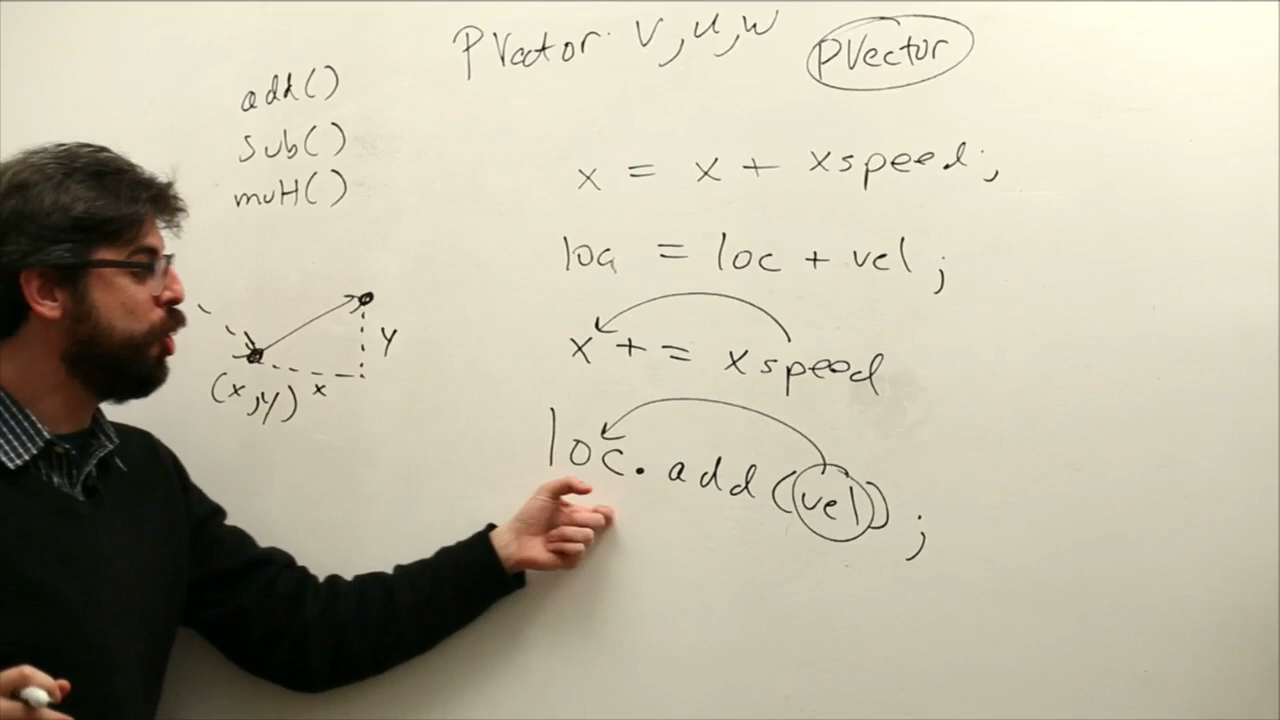 PVector v,u,w PVector
add()
sub()
mult()
x = x + xspeed;
loc = loc + vel;
x += xspeed
loc.add(vel);
y
x
(x,y)